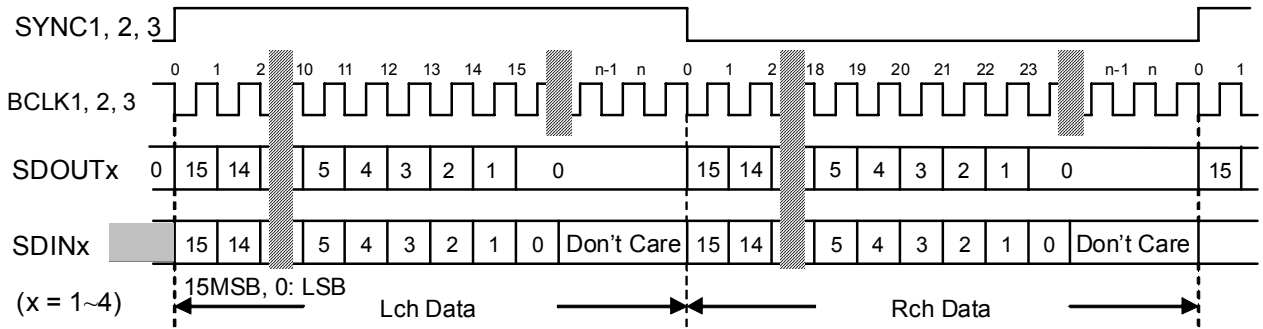 SYNC1, 2, 3
0 1 2 10 11 12 13 14 15 n-1 n 0 1 2 18 19 20 21 22 23 n-1 n 0 1
BCLK1, 2, 3
SDOUTx 0 15 14 5 4 3 2 1 0 15 14 5 4 3 2 1 0 15
SDINx 15 14 5 4 3 2 1 0 Don't Care 15 14 5 4 3 2 1 0 Don't Care
15MSB, 0: LSB
(x = 1~4) Lch Data Rch Data